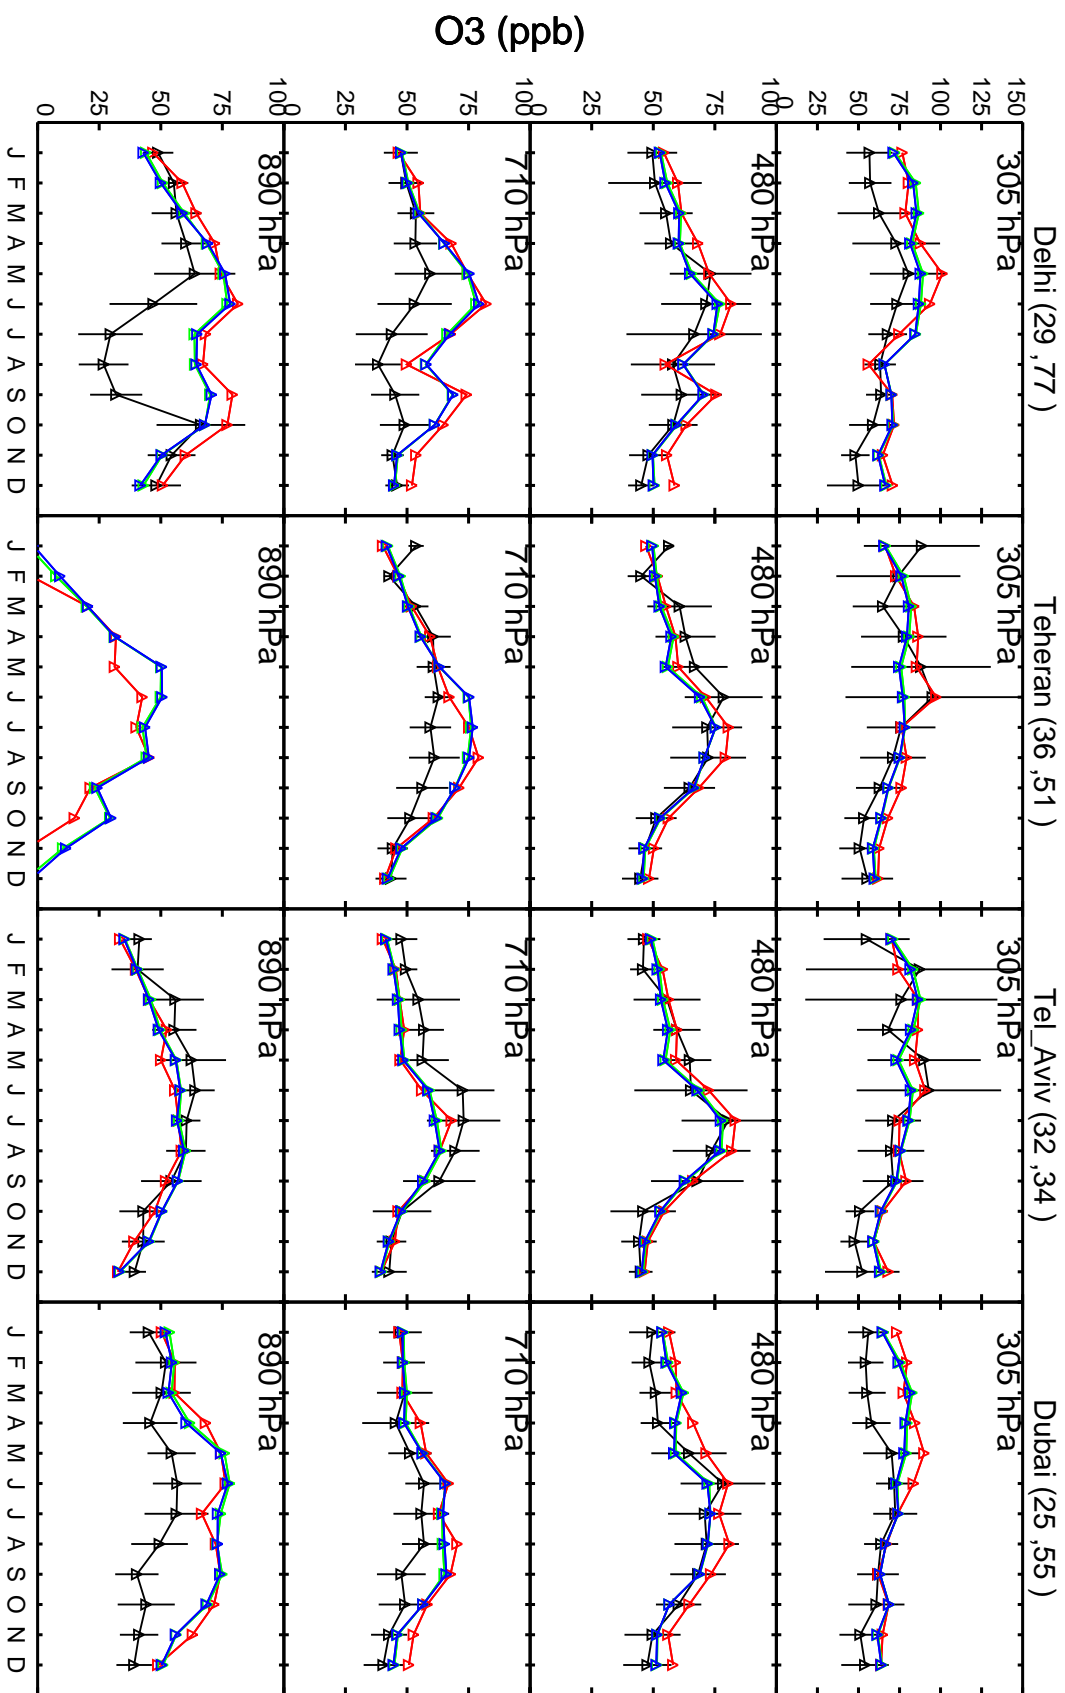 O3 (ppb)
Delhi (29 ,77 )
Teheran (36 ,51 )
Tel_Aviv (32 ,34 )
Dubai (25 ,55 )
150
125
100
75
50
25
0
305 hPa
305 hPa
305 hPa
305 hPa
100
75
50
25
0
480 hPa
480 hPa
480 hPa
480 hPa
100
75
50
25
0
710 hPa
710 hPa
710 hPa
710 hPa
100
75
50
25
0
890 hPa
890 hPa
890 hPa
890 hPa
J F M A M J J A S O N D
J F M A M J J A S O N D
J F M A M J J A S O N D
J F M A M J J A S O N D